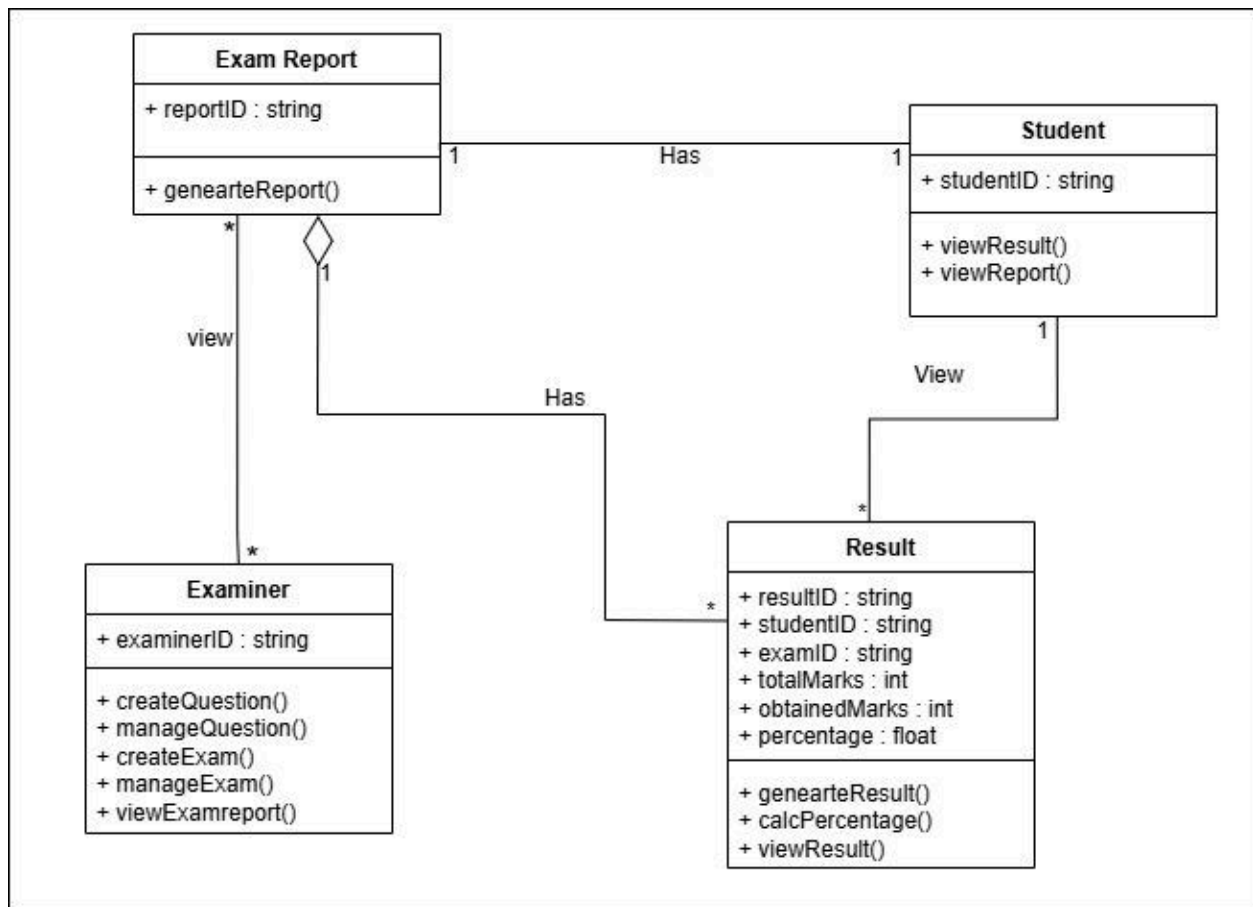 Exam Report
+ reportID : string
+ genearteReport()
1
Has
1
Student
+ studentID : string
+ viewResult()
+ viewReport()
*
1
view
1
View
Has
*
*
*
Examiner
+ examinerID : string
+ createQuestion()
+ manageQuestion()
+ createExam()
+ manageExam()
+ viewExamreport()
Result
+ resultID : string
+ studentID : string
+ examID : string
+ totalMarks : int
+ obtainedMarks : int
+ percentage : float
+ genearteResult()
+ calcPercentage()
+ viewResult()